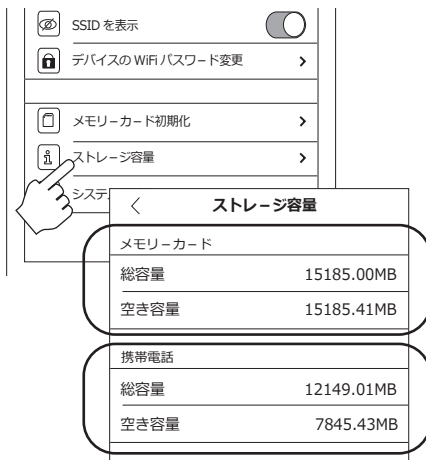 SSID を表示
デバイスの WiFi パスワード変更
メモリーカード初期化
ストレージ容量
システ
ストレージ容量
メモリーカード
総容量 15185.00MB
空き容量 15185.41MB
携帯電話
総容量 12149.01MB
空き容量 7845.43MB